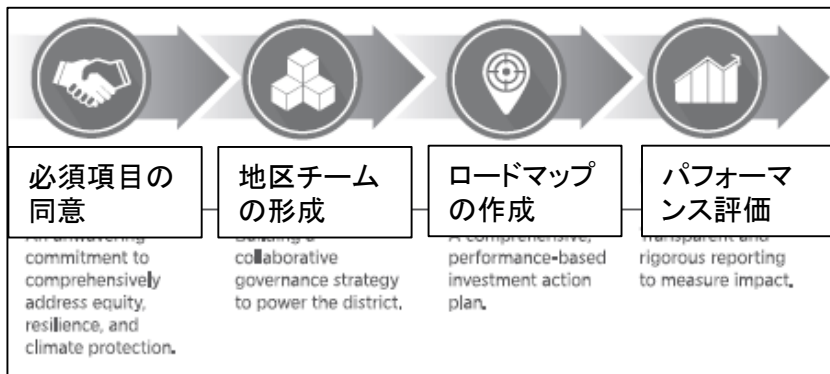 必須項目の
同意
地区チーム
の形成
ロードマップ
の作成
パフォーマ
ンス評価
commitment to
comprehensively
address equity,
resilience, and
climate protection.
collaborative
governance strategy
to power the district.
A comprehensive,
performance-based
investment action
plan.
Transparent and
rigorous reporting
to measure impact.